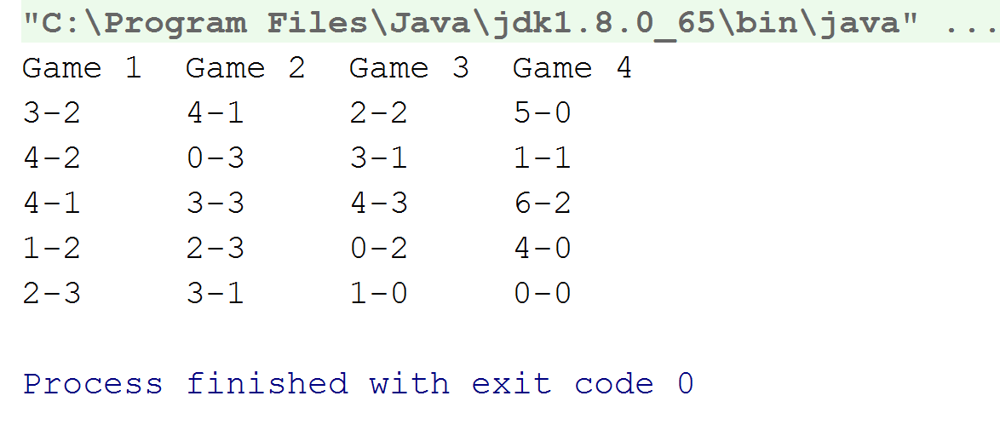 "C:\Program Files\Java\jdk1.8.0_65\bin\java" ...
Game 1  Game 2  Game 3  Game 4
3-2     4-1     2-2     5-0
4-2     0-3     3-1     1-1
4-1     3-3     4-3     6-2
1-2     2-3     0-2     4-0
2-3     3-1     1-0     0-0
Process finished with exit code 0